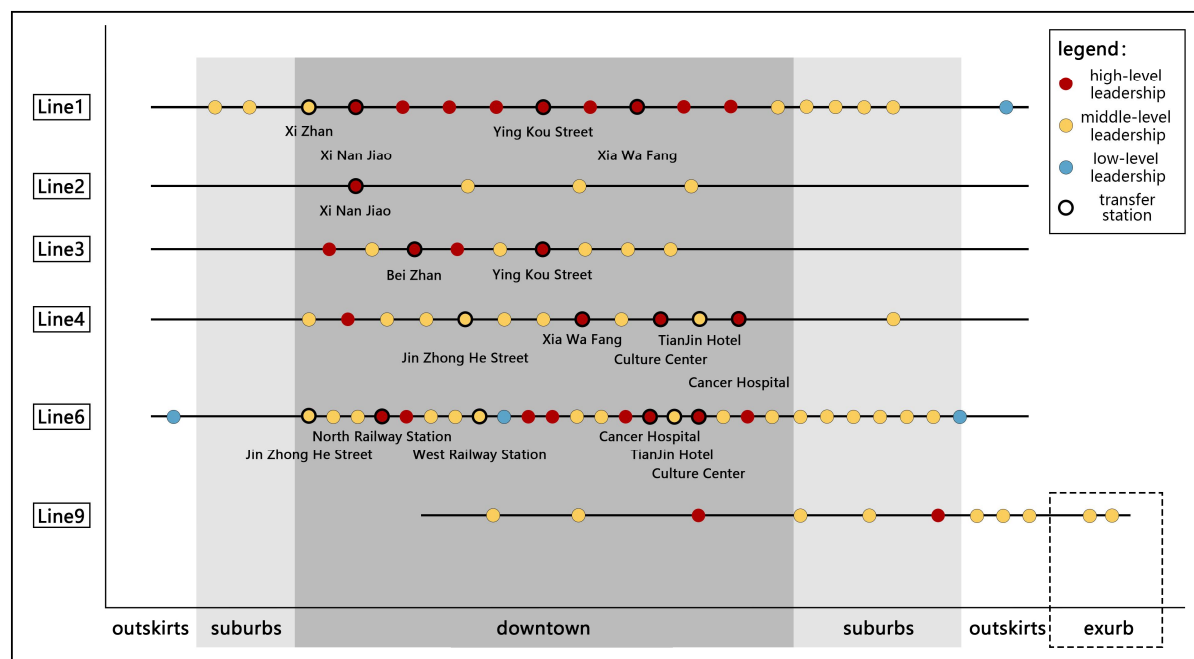 legend:
high-level
leadership
middle-level
leadership
low-level
leadership
transfer
station
Line1
Xi Zhan
Ying Kou Street
Xi Nan Jiao
Xia Wa Fang
Line2
Xi Nan Jiao
Line3
Bei Zhan
Ying Kou Street
Line4
Xia Wa Fang
TianJin Hotel
Jin Zhong He Street
Culture Center
Cancer Hospital
Line6
North Railway Station
Cancer Hospital
Jin Zhong He Street
West Railway Station
TianJin Hotel
Culture Center
Line9
outskirts
suburbs
downtown
suburbs
outskirts
exurb